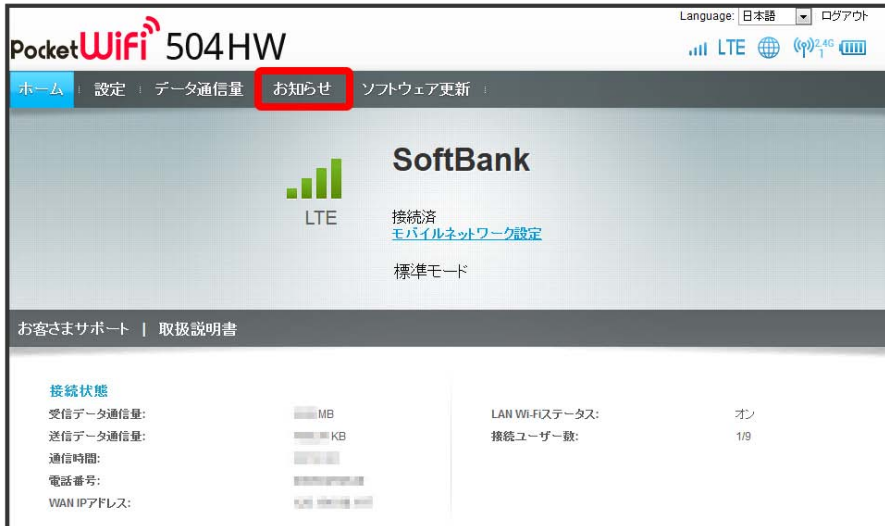 Language: 日本語 ログアウト
Pocket WiFi 504HW
LTE 2.4G 1
ホーム 設定 データ通信量 お知らせ ソフトウェア更新
SoftBank
LTE
接続済
モバイルネットワーク設定
標準モード
お客さまサポート | 取扱説明書
接続状態
受信データ通信量: MB LAN Wi-Fiステータス: オン
送信データ通信量: KB 接続ユーザー数: 1/9
通信時間:
電話番号:
WAN IPアドレス: